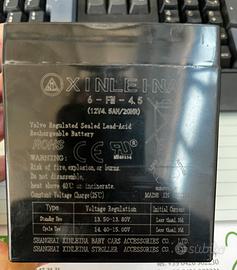 XINLEINA
6-FM-4.5
(12V4.5AH/20HR)
Valve Regulated Sealed Lead-Acid
Rechargeable Battery
ROHS
WARNING:
Risk of fire, explosion, or burns.
Do not disassemble,
heat above 40℃ or incinerate.
Constant Voltage(25℃)
MADE IN
Type Voltage Regulation Initial Current
Standby Use 13.50-13.80V
Cycle Use 14.40-15.00V
SHANGHAI XINLEINA BABY CARS ACCESSORIES CO., LTD.
SHANGHAI XINLEINA STROLLER ACCESSORIES CO., LTD.
subito